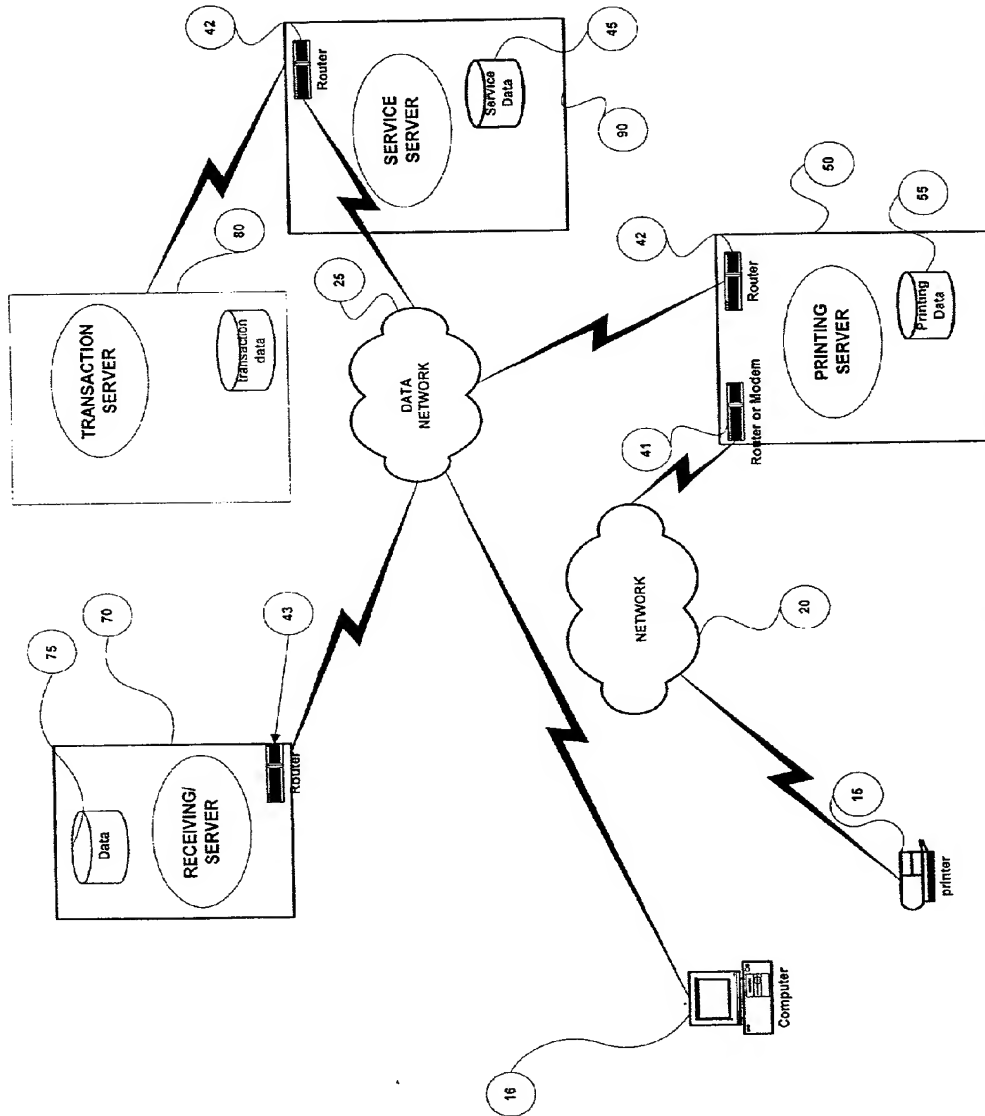 75
Data
RECEIVING/
SERVER
70
43
Router
80
TRANSACTION
SERVER
transaction
data
42
Router
SERVICE
SERVER
45
Service
Data
90
25
DATA
NETWORK
16
Computer
NETWORK
20
15
printer
41
Router or Modem
42
Router
PRINTING
SERVER
50
55
Printing
Data